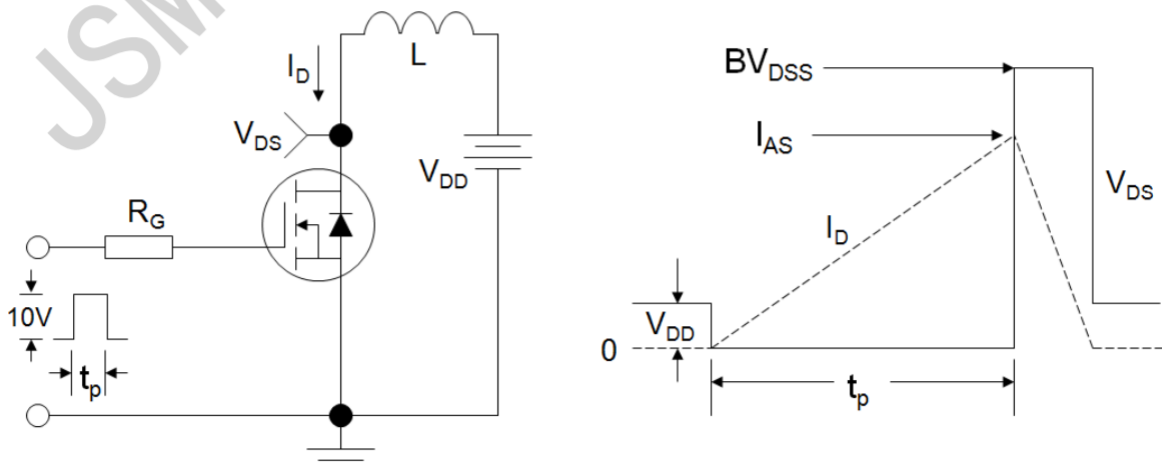 JSM
L
I_D
V_DS
V_DD
R_G
10V
t_p
BV_DSS
I_AS
V_DS
I_D
V_DD
0
t_p